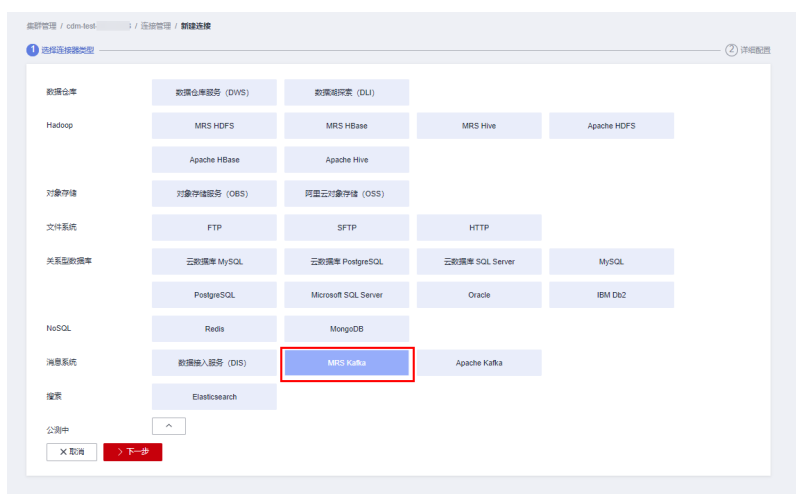 集群管理 / cdm-test / 连接管理 / 新建连接
1 选择连接器类型 2 详细配置
数据仓库 数据仓库服务（DWS） 数据湖探索（DLI）
Hadoop MRS HDFS MRS HBase MRS Hive Apache HDFS
Apache HBase Apache Hive
对象存储 对象存储服务（OBS） 阿里云对象存储（OSS）
文件系统 FTP SFTP HTTP
关系型数据库 云数据库 MySQL 云数据库 PostgreSQL 云数据库 SQL Server MySQL
PostgreSQL Microsoft SQL Server Oracle IBM Db2
NoSQL Redis MongoDB
消息系统 数据接入服务（DIS） MRS Kafka Apache Kafka
搜索 Elasticsearch
公测中
取消 下一步